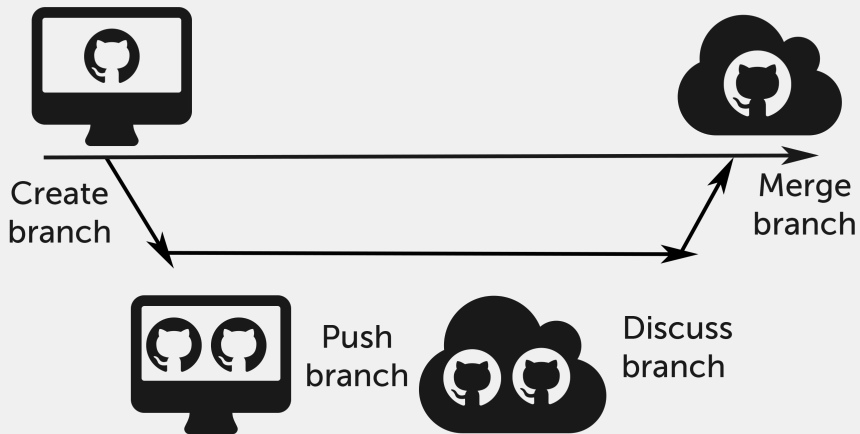 Create
branch
Merge
branch
Push
branch
Discuss
branch